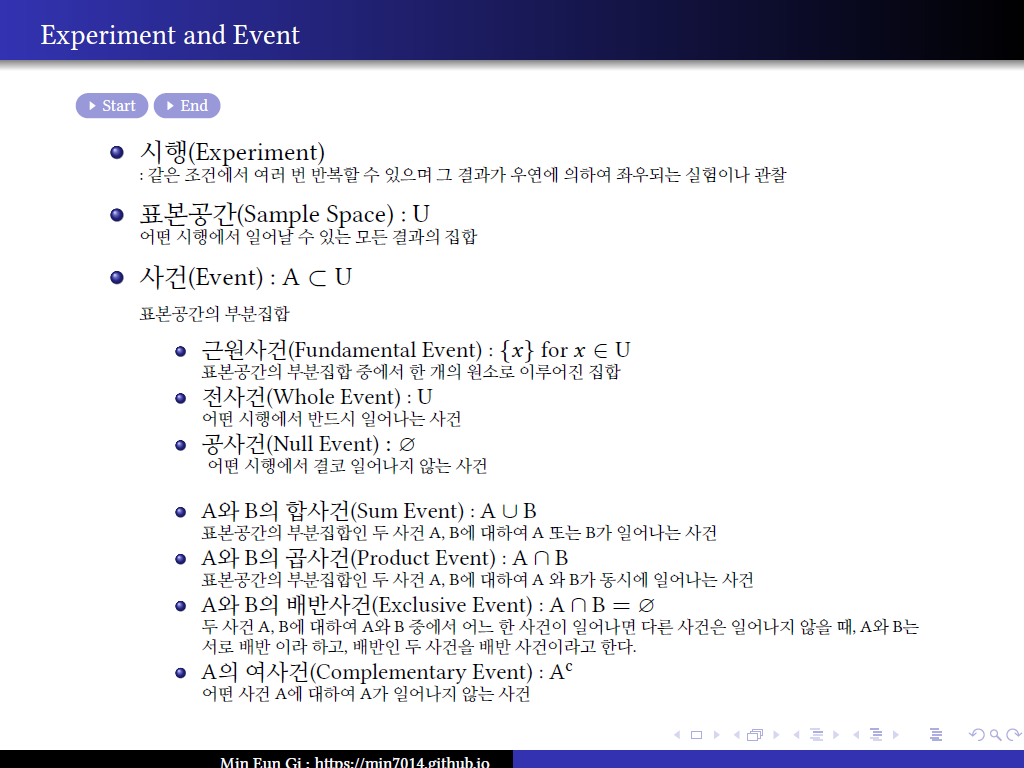 Experiment and Event
Start End
시행(Experiment)
: 같은 조건에서 여러 번 반복할 수 있으며 그 결과가 우연에 의하여 좌우되는 실험이나 관찰
표본공간(Sample Space) : U
어떤 시행에서 일어날 수 있는 모든 결과의 집합
사건(Event) : A ⊂ U
표본공간의 부분집합
근원사건(Fundamental Event) : {x} for x ∈ U
표본공간의 부분집합 중에서 한 개의 원소로 이루어진 집합
전사건(Whole Event) : U
어떤 시행에서 반드시 일어나는 사건
공사건(Null Event) : ∅
어떤 시행에서 결코 일어나지 않는 사건
A와 B의 합사건(Sum Event) : A ∪ B
표본공간의 부분집합인 두 사건 A, B에 대하여 A 또는 B가 일어나는 사건
A와 B의 곱사건(Product Event) : A ∩ B
표본공간의 부분집합인 두 사건 A, B에 대하여 A 와 B가 동시에 일어나는 사건
A와 B의 배반사건(Exclusive Event) : A ∩ B = ∅
두 사건 A, B에 대하여 A와 B 중에서 어느 한 사건이 일어나면 다른 사건은 일어나지 않을 때, A와 B는
서로 배반 이라 하고, 배반인 두 사건을 배반 사건이라고 한다.
A의 여사건(Complementary Event) : Aᶜ
어떤 사건 A에 대하여 A가 일어나지 않는 사건
Min Eun Gi : https://min7014.github.io